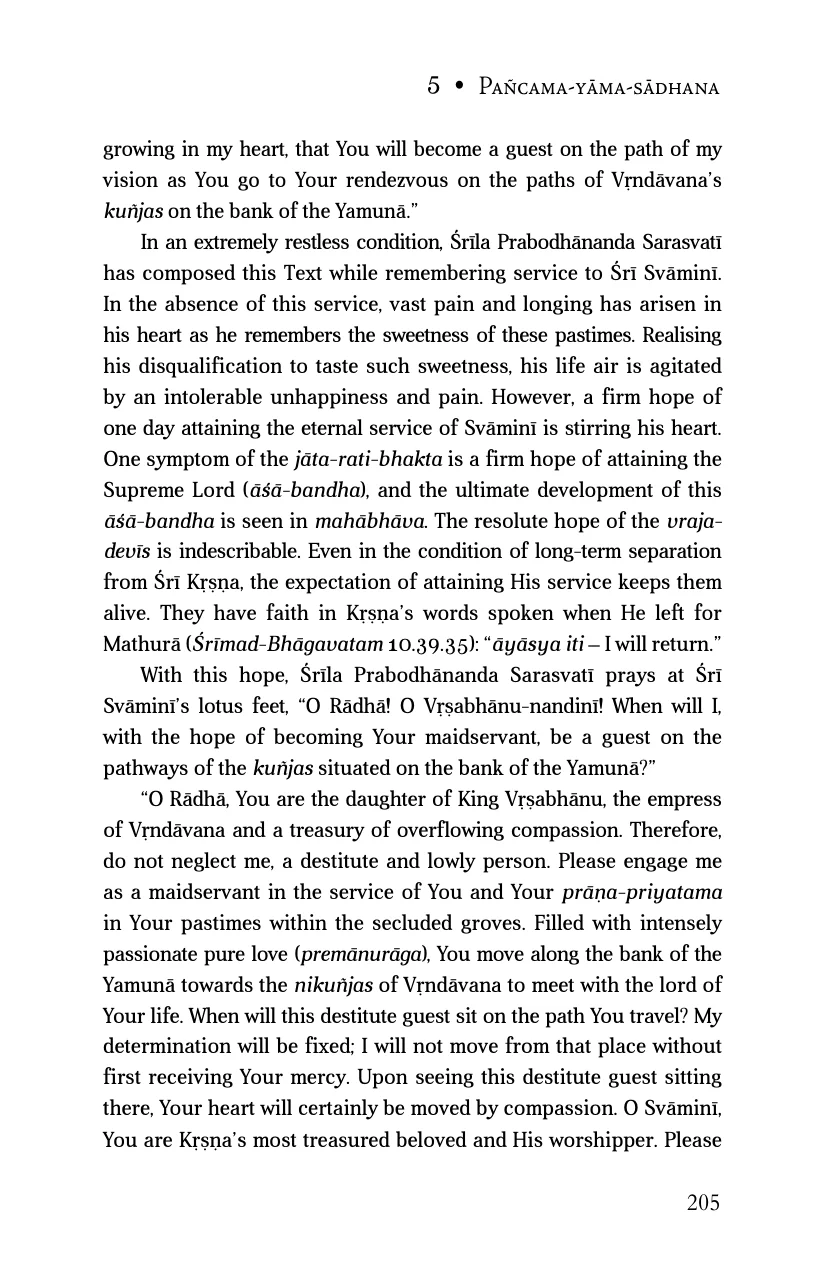 5 • Pañcama-yāma-sādhana
growing in my heart, that You will become a guest on the path of my
vision as You go to Your rendezvous on the paths of Vṛndāvana’s
kuñjas on the bank of the Yamunā.”
In an extremely restless condition, Śrīla Prabodhānanda Sarasvatī
has composed this Text while remembering service to Śrī Svāminī.
In the absence of this service, vast pain and longing has arisen in
his heart as he remembers the sweetness of these pastimes. Realising
his disqualification to taste such sweetness, his life air is agitated
by an intolerable unhappiness and pain. However, a firm hope of
one day attaining the eternal service of Svāminī is stirring his heart.
One symptom of the jāta-rati-bhakta is a firm hope of attaining the
Supreme Lord (āśā-bandha), and the ultimate development of this
āśā-bandha is seen in mahābhāva. The resolute hope of the vraja-
devīs is indescribable. Even in the condition of long-term separation
from Śrī Kṛṣṇa, the expectation of attaining His service keeps them
alive. They have faith in Kṛṣṇa’s words spoken when He left for
Mathurā (Śrīmad-Bhāgavatam 10.39.35): “āyāsya iti – I will return.”
With this hope, Śrīla Prabodhānanda Sarasvatī prays at Śrī
Svāminī’s lotus feet, “O Rādhā! O Vṛṣabhānu-nandinī! When will I,
with the hope of becoming Your maidservant, be a guest on the
pathways of the kuñjas situated on the bank of the Yamunā?”
“O Rādhā, You are the daughter of King Vṛṣabhānu, the empress
of Vṛndāvana and a treasury of overflowing compassion. Therefore,
do not neglect me, a destitute and lowly person. Please engage me
as a maidservant in the service of You and Your prāṇa-priyatama
in Your pastimes within the secluded groves. Filled with intensely
passionate pure love (premānurāga), You move along the bank of the
Yamunā towards the nikuñjas of Vṛndāvana to meet with the lord of
Your life. When will this destitute guest sit on the path You travel? My
determination will be fixed; I will not move from that place without
first receiving Your mercy. Upon seeing this destitute guest sitting
there, Your heart will certainly be moved by compassion. O Svāminī,
You are Kṛṣṇa’s most treasured beloved and His worshipper. Please
205